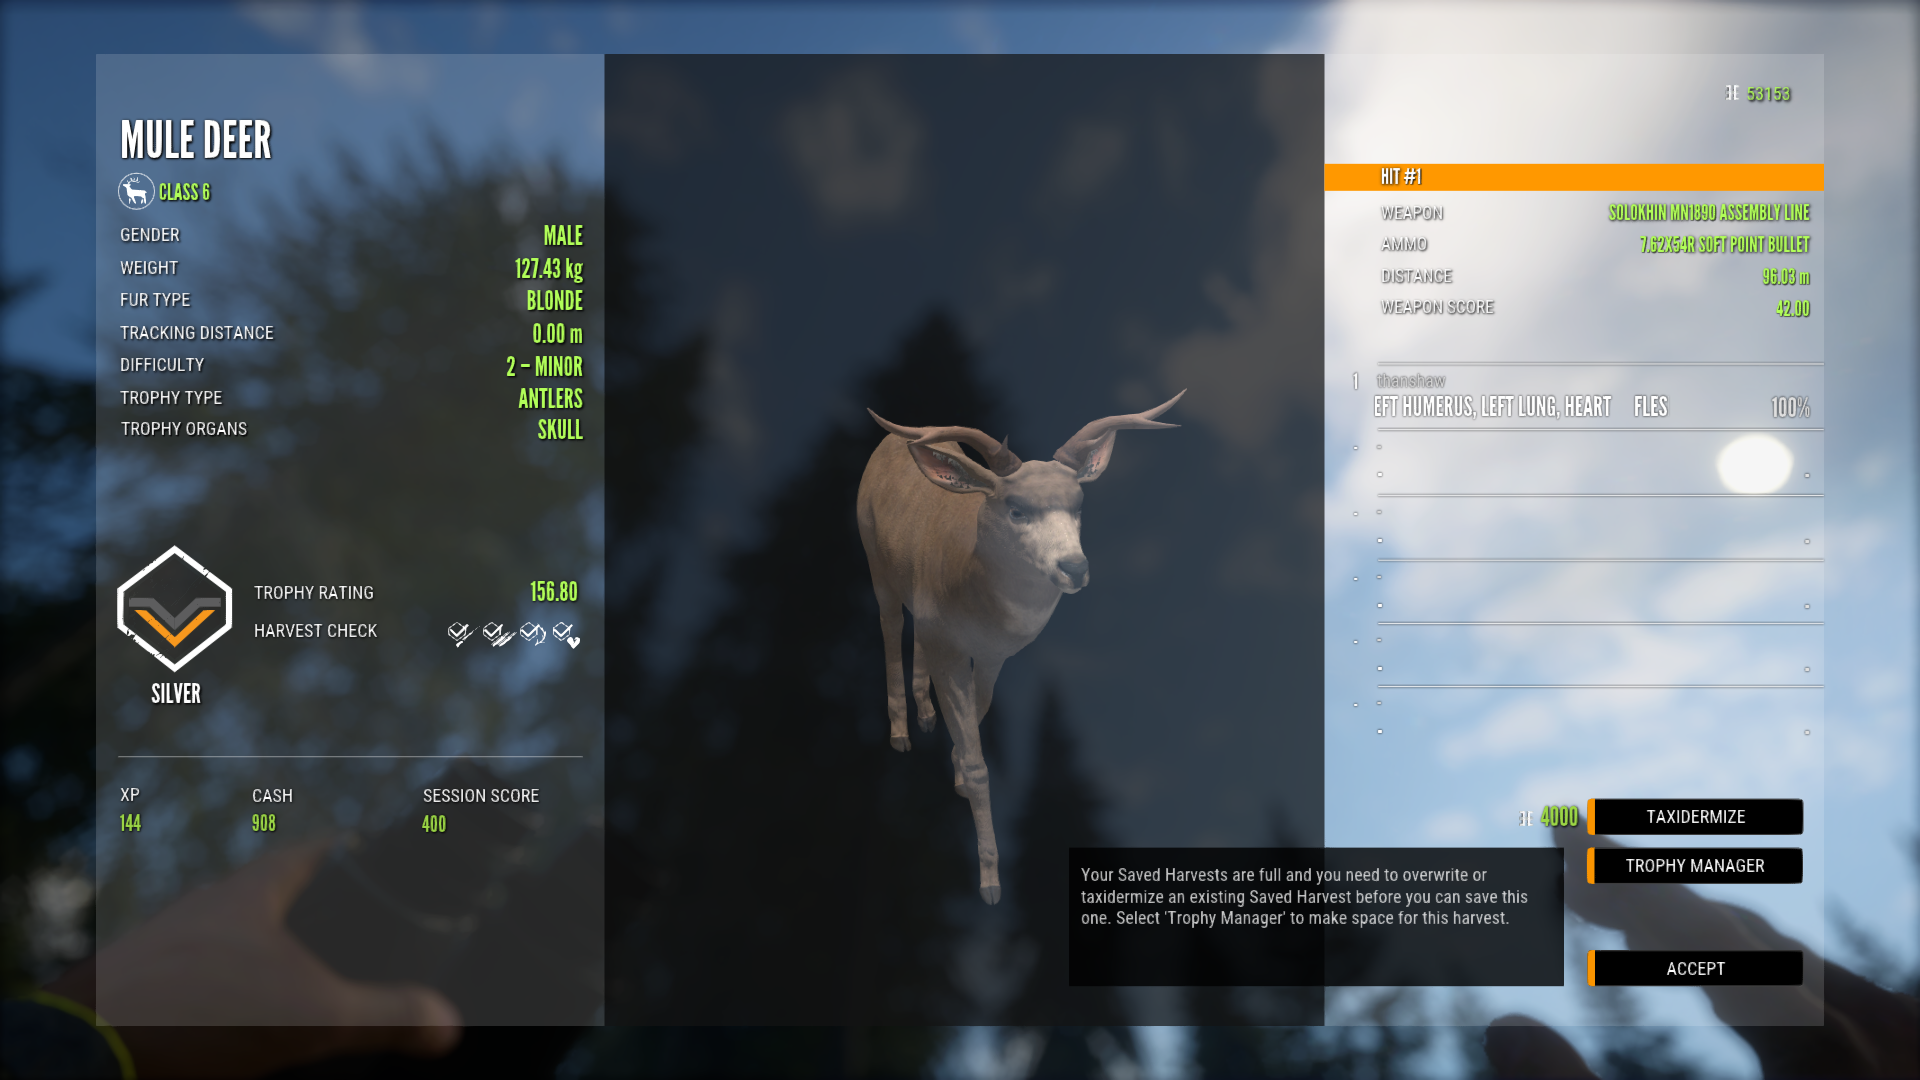 53153
MULE DEER
CLASS 6
GENDER MALE
WEIGHT 127.43 kg
FUR TYPE BLONDE
TRACKING DISTANCE 0.00 m
DIFFICULTY 2 – MINOR
TROPHY TYPE ANTLERS
TROPHY ORGANS SKULL
TROPHY RATING 156.80
HARVEST CHECK
SILVER
XP CASH SESSION SCORE
144 908 400
HIT #1
WEAPON SOLOKHIN MN1890 ASSEMBLY LINE
AMMO 7.62X54R SOFT POINT BULLET
DISTANCE 96.03 m
WEAPON SCORE 42.00
1 thanshaw
EFT HUMERUS, LEFT LUNG, HEART FLES 100%
4000 TAXIDERMIZE
TROPHY MANAGER
Your Saved Harvests are full and you need to overwrite or
taxidermize an existing Saved Harvest before you can save this
one. Select 'Trophy Manager' to make space for this harvest.
ACCEPT